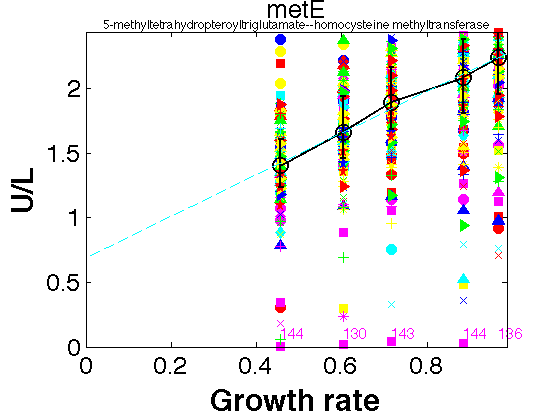 metE
5-methyltetrahydropteroyltriglutamate--homocysteine methyltransferase
U/L
2
1.5
1
0.5
0
144 130 143 144 136
0 0.2 0.4 0.6 0.8
Growth rate